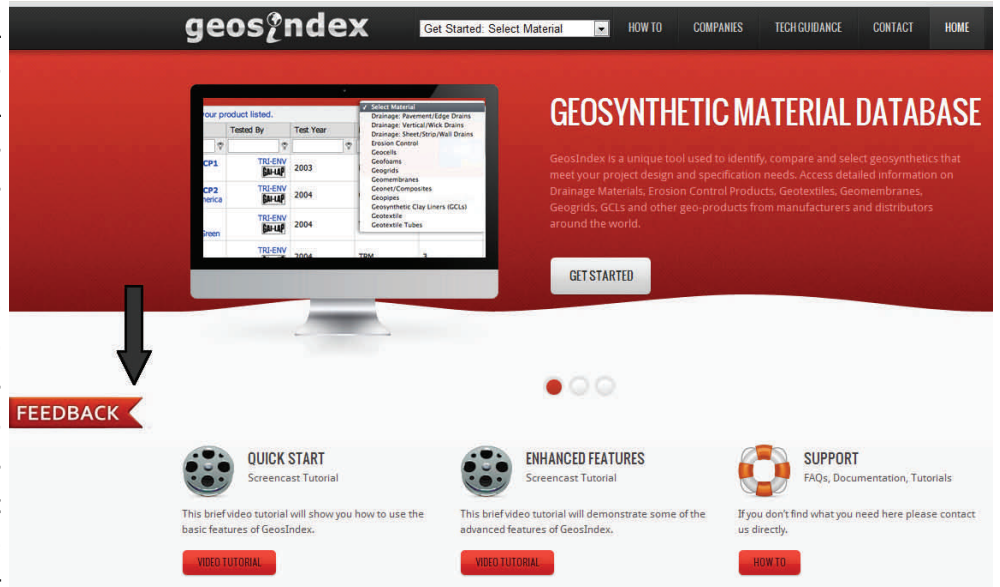 geosindex
Get Started: Select Material
HOW TO
COMPANIES
TECH GUIDANCE
CONTACT
HOME
GEOSYNTHETIC MATERIAL DATABASE
GeosIndex is a unique tool used to identify, compare and select geosynthetics that
meet your project design and specification needs. Access detailed information on
Drainage Materials, Erosion Control Products, Geotextiles, Geomembranes,
Geogrids, GCLs and other geo-products from manufacturers and distributors
around the world.
GET STARTED
your product listed.
Tested By
Test Year
✓ Select Material
Drainage: Pavement/Edge Drains
Drainage: Vertical/Wick Drains
Drainage: Sheet/Strip/Wall Drains
Erosion Control
Geocells
Geofoams
Geogrids
Geomembranes
Geonet/Composites
Geopipes
Geosynthetic Clay Liners (GCLs)
Geotextile
Geotextile Tubes
CP1
TRI-ENV
GAI-LAP
2003
CP2
TRI-ENV
GAI-LAP
2004
Green
TRI-ENV
GAI-LAP
2004
TRI-ENV
2004
TRM
3
FEEDBACK
QUICK START
Screencast Tutorial
This brief video tutorial will show you how to use the
basic features of GeosIndex.
VIDEO TUTORIAL
ENHANCED FEATURES
Screencast Tutorial
This brief video tutorial will demonstrate some of the
advanced features of GeosIndex.
VIDEO TUTORIAL
SUPPORT
FAQs, Documentation, Tutorials
If you don't find what you need here please contact
us directly.
HOW TO